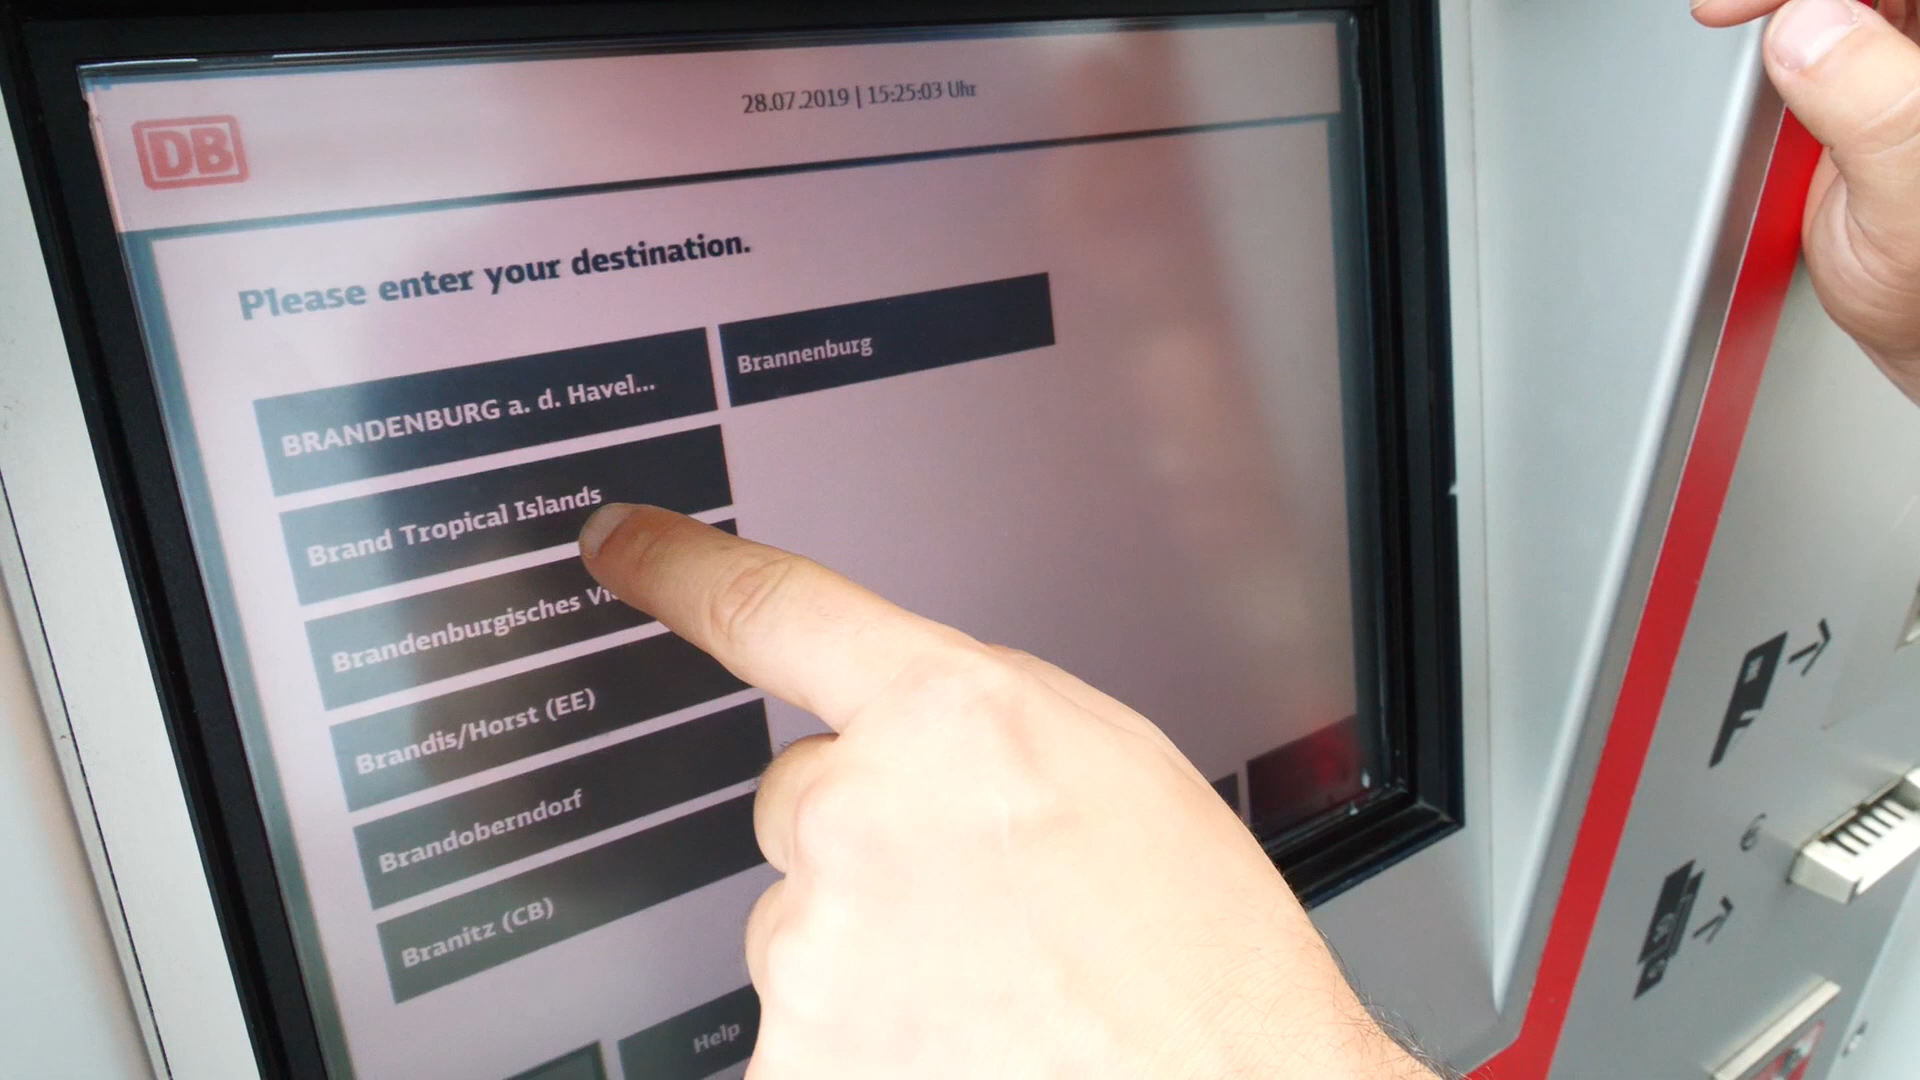 28.07.2019 | 15:25:03 Uhr
DB
Please enter your destination.
BRANDENBURG a. d. Havel...
Brannenburg
Brand Tropical Islands
Brandenburgisches
Brandis/Horst (EE)
Brandoberndorf
Branitz (CB)
Help